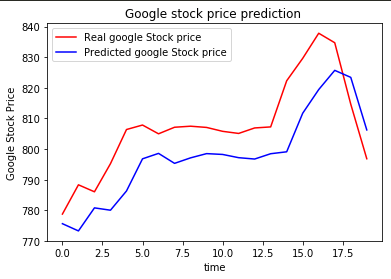 Google stock price prediction
Real google Stock price
Predicted google Stock price
Google Stock Price
840
830
820
810
800
790
780
770
0.0 2.5 5.0 7.5 10.0 12.5 15.0 17.5
time